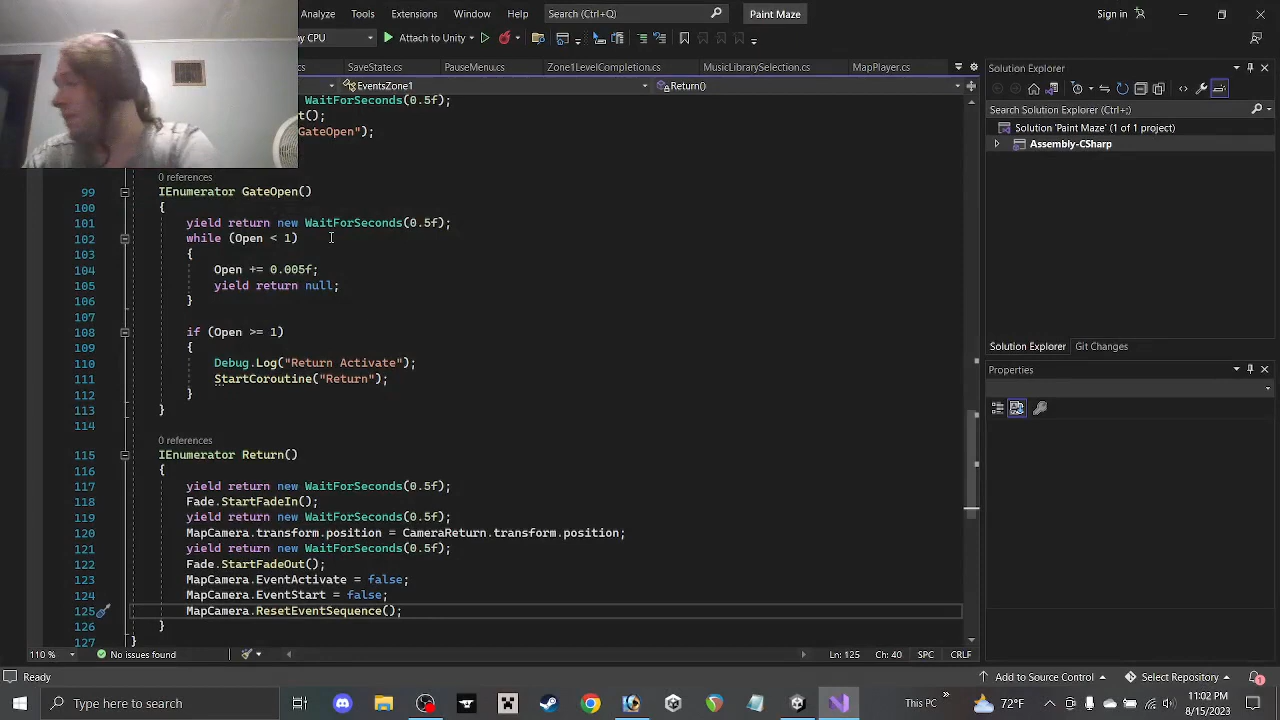 Analysis Tools Extensions Window Help Search (Ctrl+Q) Paint Maze Sign in
CPU Attach to Unity
cs SaveState.cs PauseMenu.cs Zone1LevelCompletion.cs MusicLibrarySelection.cs MapPlayer.cs
EventsZone1 Return()
Solution Explorer
Search Solution Explorer (Ctrl+;)
Solution 'Paint Maze' (1 of 1 project)
Assembly-CSharp
WaitForSeconds(0.5f);
t();
GateOpen");
0 references
99 IEnumerator GateOpen()
100 {
101 yield return new WaitForSeconds(0.5f);
102 while (Open < 1)
103 {
104 Open += 0.005f;
105 yield return null;
106 }
107
108 if (Open >= 1)
109 {
110 Debug.Log("Return Activate");
111 StartCoroutine("Return");
112 }
113 }
114
0 references
115 IEnumerator Return()
116 {
117 yield return new WaitForSeconds(0.5f);
118 Fade.StartFadeIn();
119 yield return new WaitForSeconds(0.5f);
120 MapCamera.transform.position = CameraReturn.transform.position;
121 yield return new WaitForSeconds(0.5f);
122 Fade.StartFadeOut();
123 MapCamera.EventActivate = false;
124 MapCamera.EventStart = false;
125 MapCamera.ResetEventSequence();
126 }
127 }
Solution Explorer Git Changes
Properties
110 % No issues found Ln: 125 Ch: 40 SPC CRLF
Ready Add to Source Control Select Repository 1
Type here to search This PC » 72°F 11:02 PM
8/15/2023